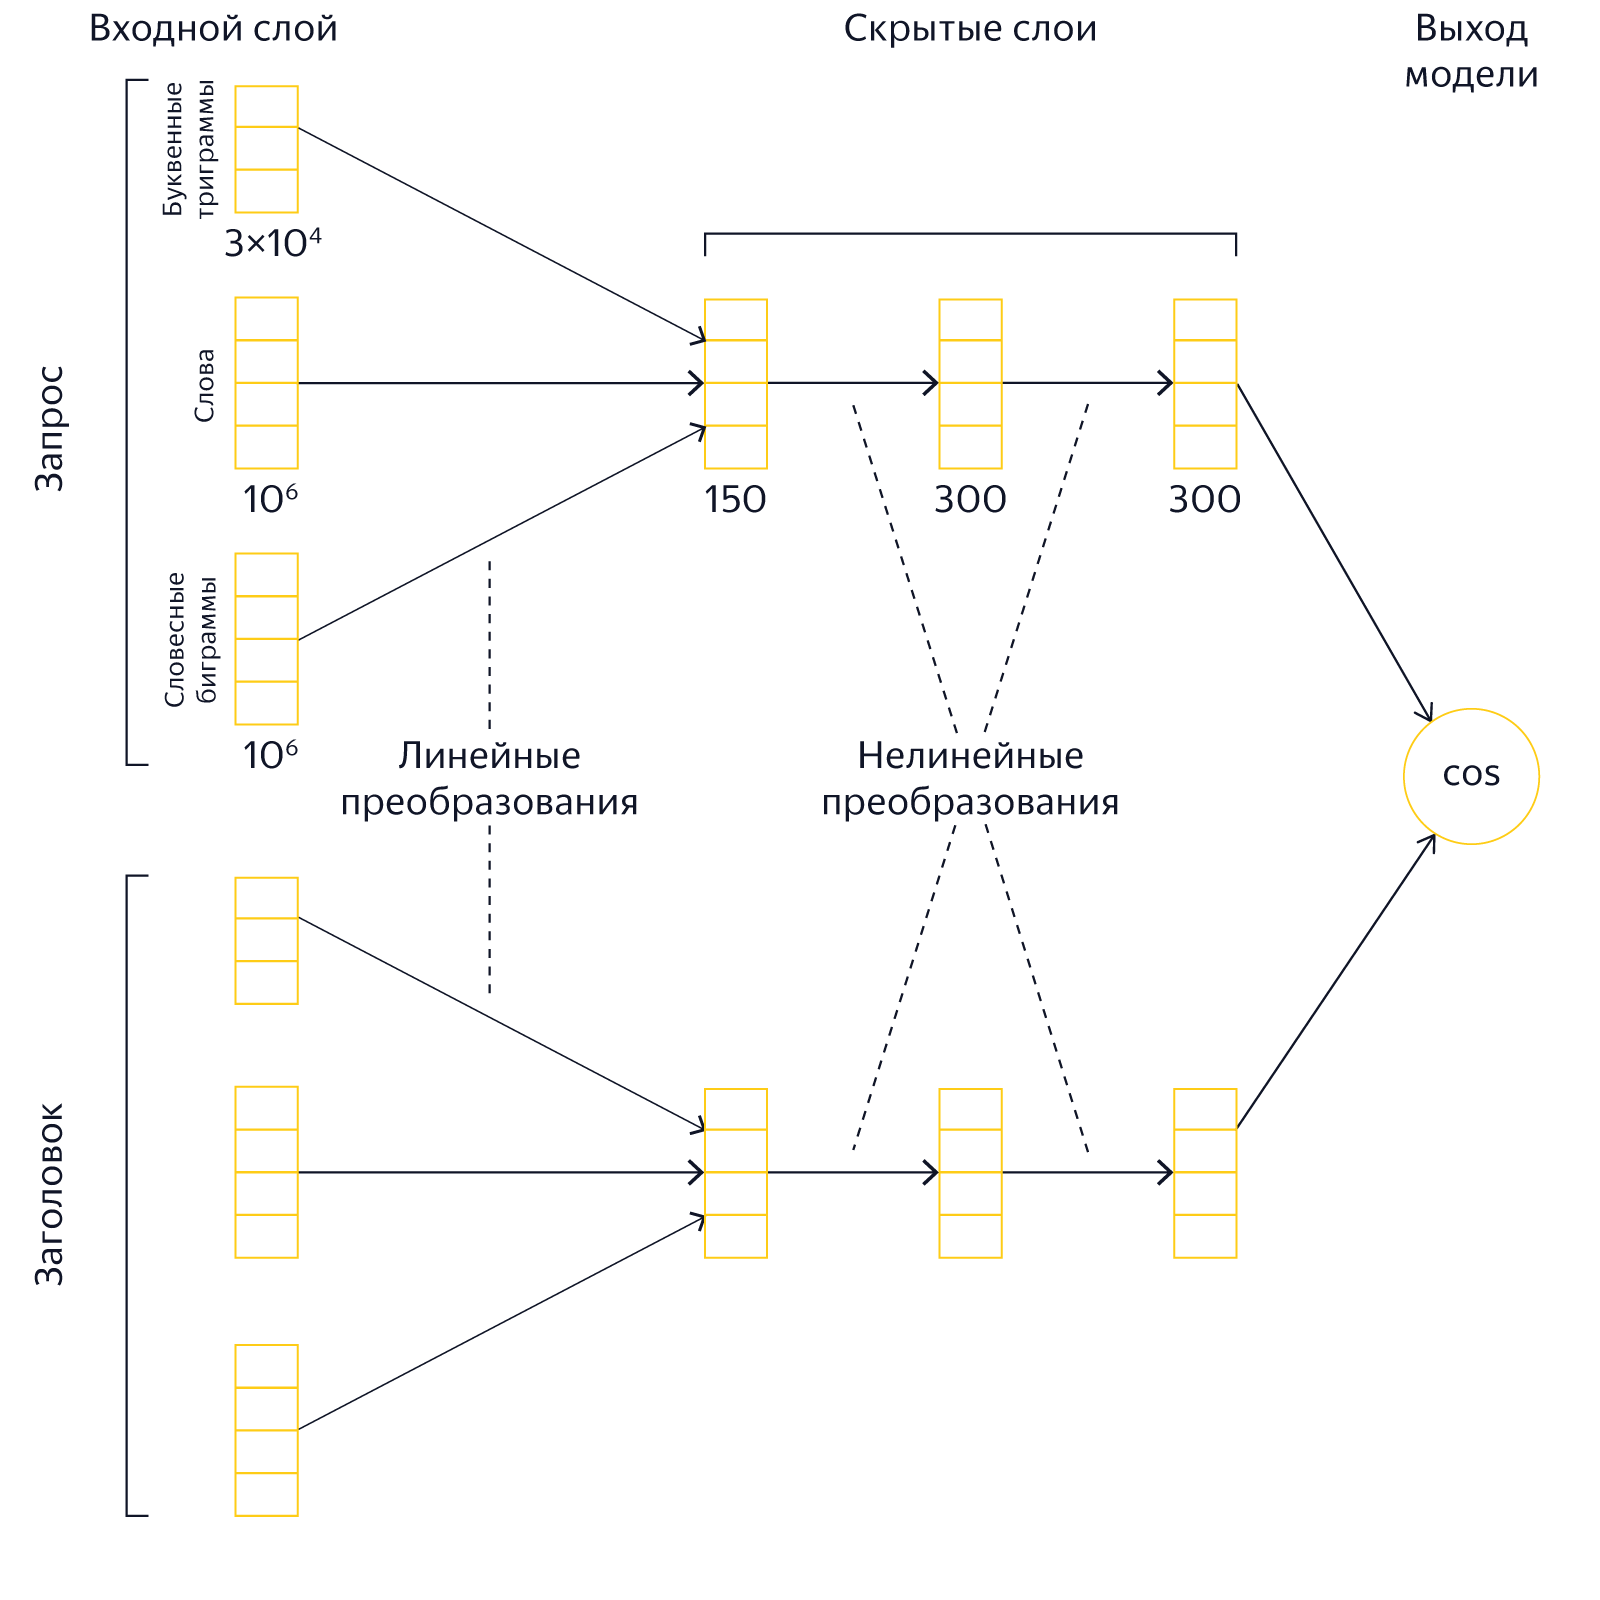 Входной слой
Скрытые слои
Выход
модели
Запрос
Буквенные
триграммы
3×10⁴
Слова
10⁶
150
300
300
Словесные
биграммы
10⁶
Линейные
преобразования
Нелинейные
преобразования
cos
Заголовок